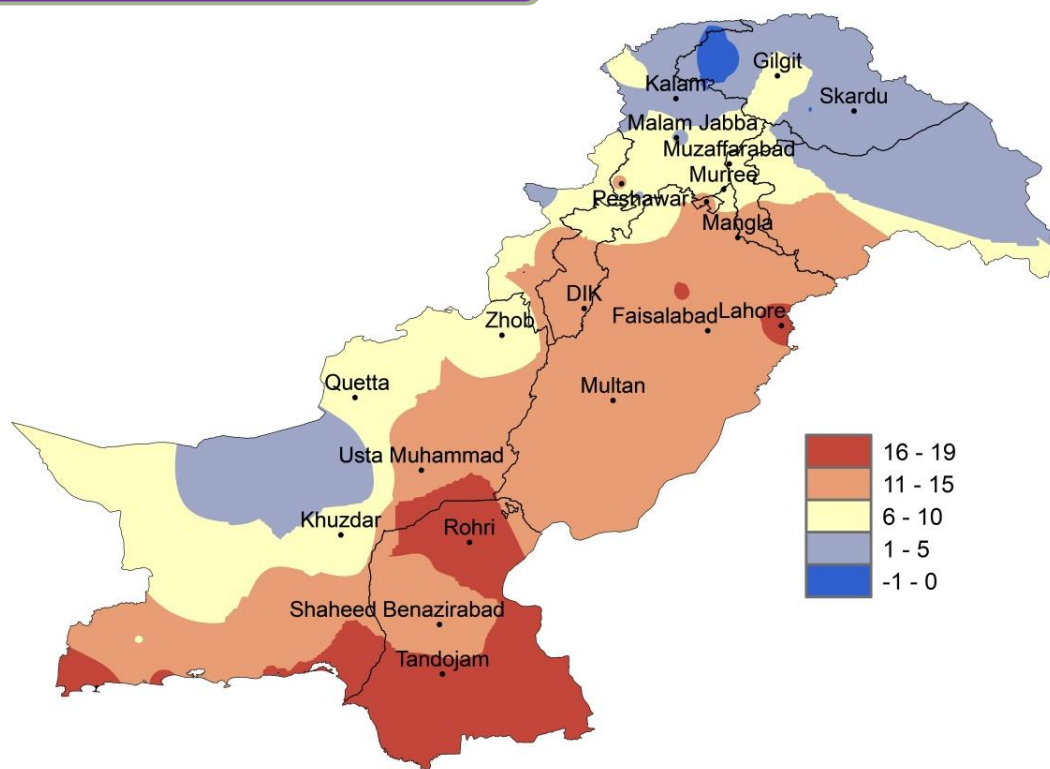 Gilgit
Kalam
Skardu
Malam Jabba
Muzaffarabad
Murree
Peshawar
Mangla
DIK
Faisalabad
Lahore
Zhob
Quetta
Multan
Usta Muhammad
Khuzdar
Rohri
Shaheed Benazirabad
Tandojam
16 - 19
11 - 15
6 - 10
1 - 5
-1 - 0